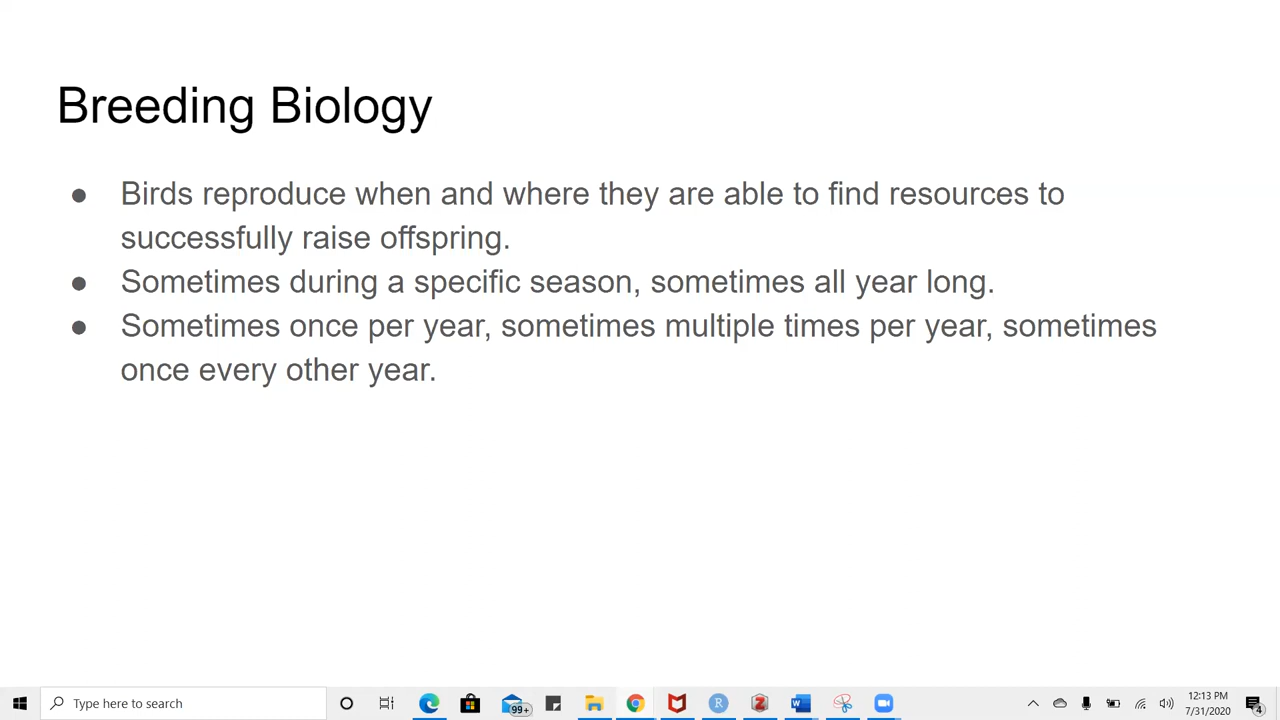 Breeding Biology
● Birds reproduce when and where they are able to find resources to
successfully raise offspring.
● Sometimes during a specific season, sometimes all year long.
● Sometimes once per year, sometimes multiple times per year, sometimes
once every other year.
Type here to search
99+
R
Z
W
12:13 PM
7/31/2020
4